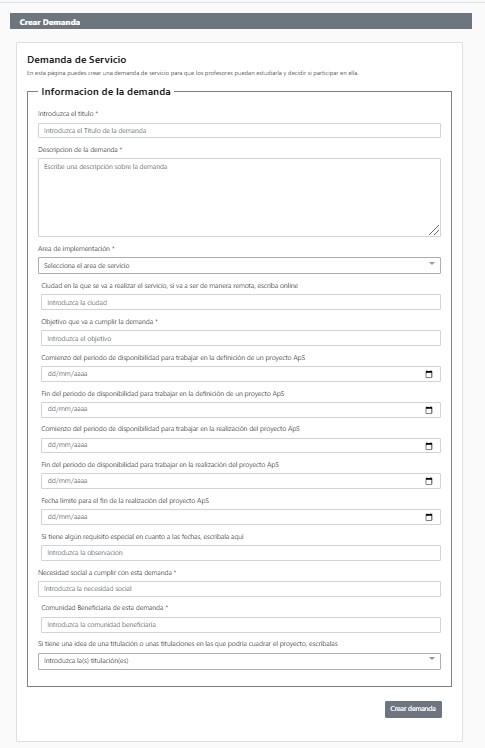 Crear Demanda
Demanda de Servicio
En esta página puedes crear una demanda de servicio para que los profesores puedan estudiarla y decidir si participar en ella.
Informacion de la demanda
Introduzca el titulo *
Introduzca el Titulo de la demanda
Descripcion de la demanda *
Escribe una descripción sobre la demanda
Area de implementación *
Selecciona el area de servicio
Ciudad en la que se va a realizar el servicio, si va a ser de manera remota, escriba online
Introduzca la ciudad
Objetivo que va a cumplir la demanda *
Introduzca el objetivo
Comienzo del periodo de disponibilidad para trabajar en la definición de un proyecto ApS
dd/mm/aaaa
Fin del periodo de disponibilidad para trabajar en la definición de un proyecto ApS
dd/mm/aaaa
Comienzo del periodo de disponibilidad para trabajar en la realización del proyecto ApS
dd/mm/aaaa
Fin del periodo de disponibilidad para trabajar en la realización del proyecto ApS
dd/mm/aaaa
Fecha límite para el fin de la realización del proyecto ApS
dd/mm/aaaa
Si tiene algún requisito especial en cuanto a las fechas, escríbala aquí
Introduzca la observacion
Necesidad social a cumplir con esta demanda *
Introduzca la necesidad social
Comunidad Beneficiaria de esta demanda *
Introduzca la comunidad beneficiaria
Si tiene una idea de una titulación o unas titulaciones en las que podría cuadrar el proyecto, escríbalas
Introduzca la(s) titulación(es)
Crear demanda